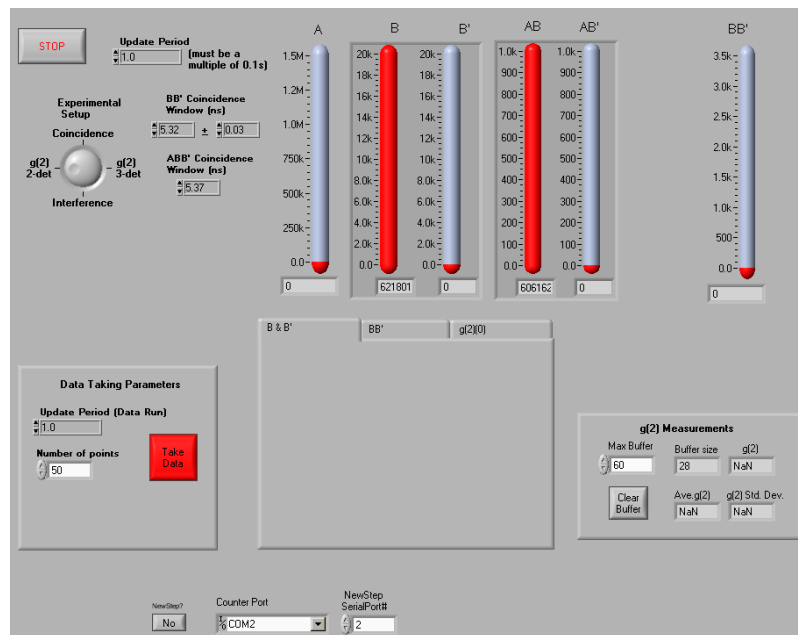 STOP
Update Period
1.0
(must be a
multiple of 0.1s)
Experimental
Setup
Coincidence
g(2)
2-det
g(2)
3-det
Interference
BB' Coincidence
Window (ns)
5.32 ± 0.03
ABB' Coincidence
Window (ns)
5.37
A
1.5M
1.2M
1.0M
750k
500k
250k
0.0
0
B
20k
18k
16k
14k
12k
10k
8.0k
6.0k
4.0k
2.0k
0.0
621801
B'
20k
18k
16k
14k
12k
10k
8.0k
6.0k
4.0k
2.0k
0.0
0
AB
1.0k
900
800
700
600
500
400
300
200
100
0.0
606162
AB'
1.0k
900
800
700
600
500
400
300
200
100
0.0
0
BB'
3.5k
3.0k
2.5k
2.0k
1.5k
1.0k
500
0.0
0
B & B'
BB'
g(2)(0)
Data Taking Parameters
Update Period (Data Run)
1.0
Number of points
50
Take
Data
g(2) Measurements
Max Buffer
60
Buffer size
28
g(2)
NaN
Clear
Buffer
Ave.g(2)
NaN
g(2) Std. Dev.
NaN
NewStep?
No
Counter Port
COM2
NewStep
SerialPort#
2